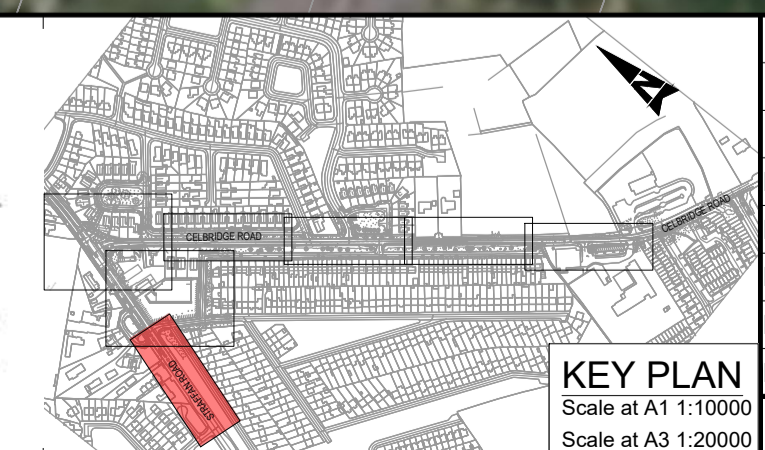 N
CELBRIDGE ROAD
CELBRIDGE ROAD
STRAFFAN ROAD
KEY PLAN
Scale at A1 1:10000
Scale at A3 1:20000